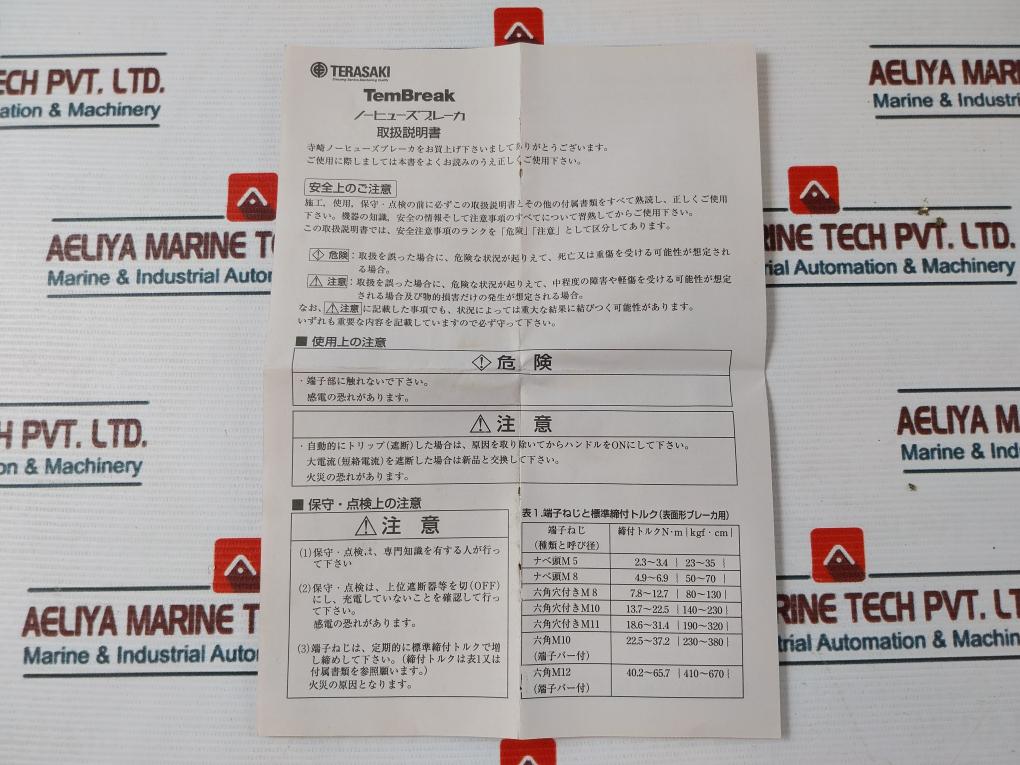 TERASAKI
TemBreak
ノーヒューズブレーカ
取扱説明書
寺崎ノーヒューズブレーカをお買上げ下さいましてありがとうございます。
ご使用に際しましては本書をよくお読みのうえ正しくご使用下さい。
安全上のご注意
施工，使用，保守・点検の前に必ずこの取扱説明書とその他の付属書類をすべて熟読し、正しくご使用
下さい。機器の知識，安全の情報そして注意事項のすべてについて習熟してからご使用下さい。
この取扱説明書では、安全注意事項のランクを「危険」「注意」として区分してあります。
危険：取扱を誤った場合に、危険な状況が起りえて、死亡又は重傷を受ける可能性が想定され
る場合。
注意：取扱を誤った場合に、危険な状況が起りえて、中程度の障害や軽傷を受ける可能性が想定
される場合及び物的損害だけの発生が想定される場合。
なお、注意に記載した事項でも、状況によっては重大な結果に結びつく可能性があります。
いずれも重要な内容を記載していますので必ず守って下さい。
■ 使用上の注意
危 険
・端子部に触れないで下さい。
感電の恐れがあります。
注 意
・自動的にトリップ(遮断)した場合は、原因を取り除いてからハンドルをONにして下さい。
大電流(短絡電流)を遮断した場合は新品と交換して下さい。
火災の恐れがあります。
■ 保守・点検上の注意
注 意
(1)保守・点検は、専門知識を有する人が行っ
て下さい
(2)保守・点検は、上位遮断器等を切(OFF)
にし、充電していないことを確認して行っ
て下さい。
感電の恐れがあります。
(3)端子ねじは、定期的に標準締付トルクで増
し締めして下さい。(締付トルクは表1又は
付属書類を参照願います。)
火災の原因となります。
表１.端子ねじと標準締付トルク(表面形ブレーカ用)
端子ねじ 締付トルクN・m｛kgf・cm｝
(種類と呼び径)
ナベ頭M 5 2.3～3.4｛23～35｝
ナベ頭M 8 4.9～6.9｛50～70｝
六角穴付きM 8 7.8～12.7｛80～130｝
六角穴付きM10 13.7～22.5｛140～230｝
六角穴付きM11 18.6～31.4｛190～320｝
六角M10 22.5～37.2｛230～380｝
(端子バー付)
六角M12 40.2～65.7｛410～670｝
(端子バー付)
ECH PVT. LTD.
ation & Machinery
AELIYA MARIN
Marine & Industri
AELIYA MARINE T
Marine & Industrial Autor
INE TECH PVT. LTD.
ial Automation & Machinery
H PVT. LTD.
on & Machinery
AELIYA M
Marine & Ind
AELIYA MARINE
Marine & Industrial Auto
RINE TECH PVT. LT
ustrial Automation & Machin